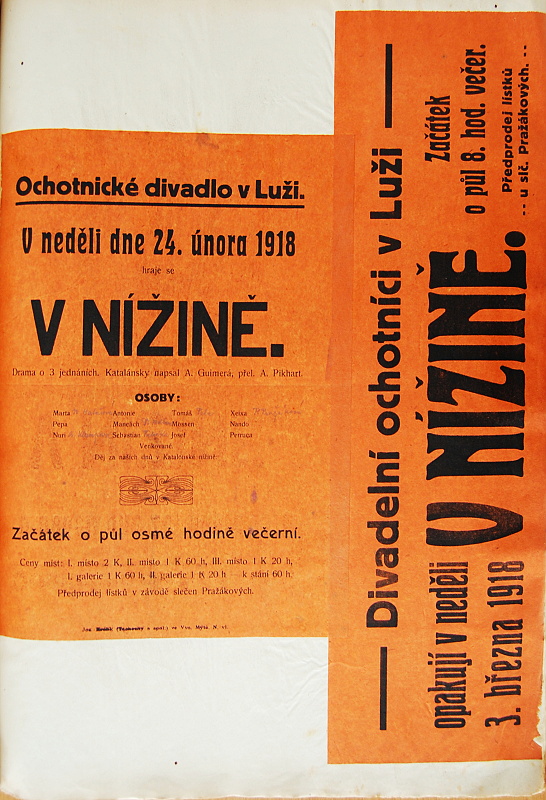 Ochotnické divadlo v Luži.
V neděli dne 24. února 1918
hraje se
V NÍŽINĚ.
Drama o 3 jednáních. Katalánsky napsal A. Guimerá, přel. A. Pikhart.
OSOBY:
Marta Antonie Tomáš Xeixa
Pepa Manelich Mossen Nando
Nuri Sebastian Josef Perruca
Venkované.
Děj za našich dnů v Katalonské nížině
Začátek o půl osmé hodině večerní.
Ceny míst: I. místo 2 K, II. místo 1 K 60 h, III. místo 1 K 20 h,
I. galerie 1 K 60 h, II. galerie 1 K 20 h k stání 60 h.
Předprodej lístků v závodě slečen Pražákových.
Divadelní ochotníci v Luži
opakují v neděli
3. března 1918
V NÍŽINĚ.
Začátek
o půl 8. hod. večer.
Předprodej lístků
-- u slč. Pražákových. --